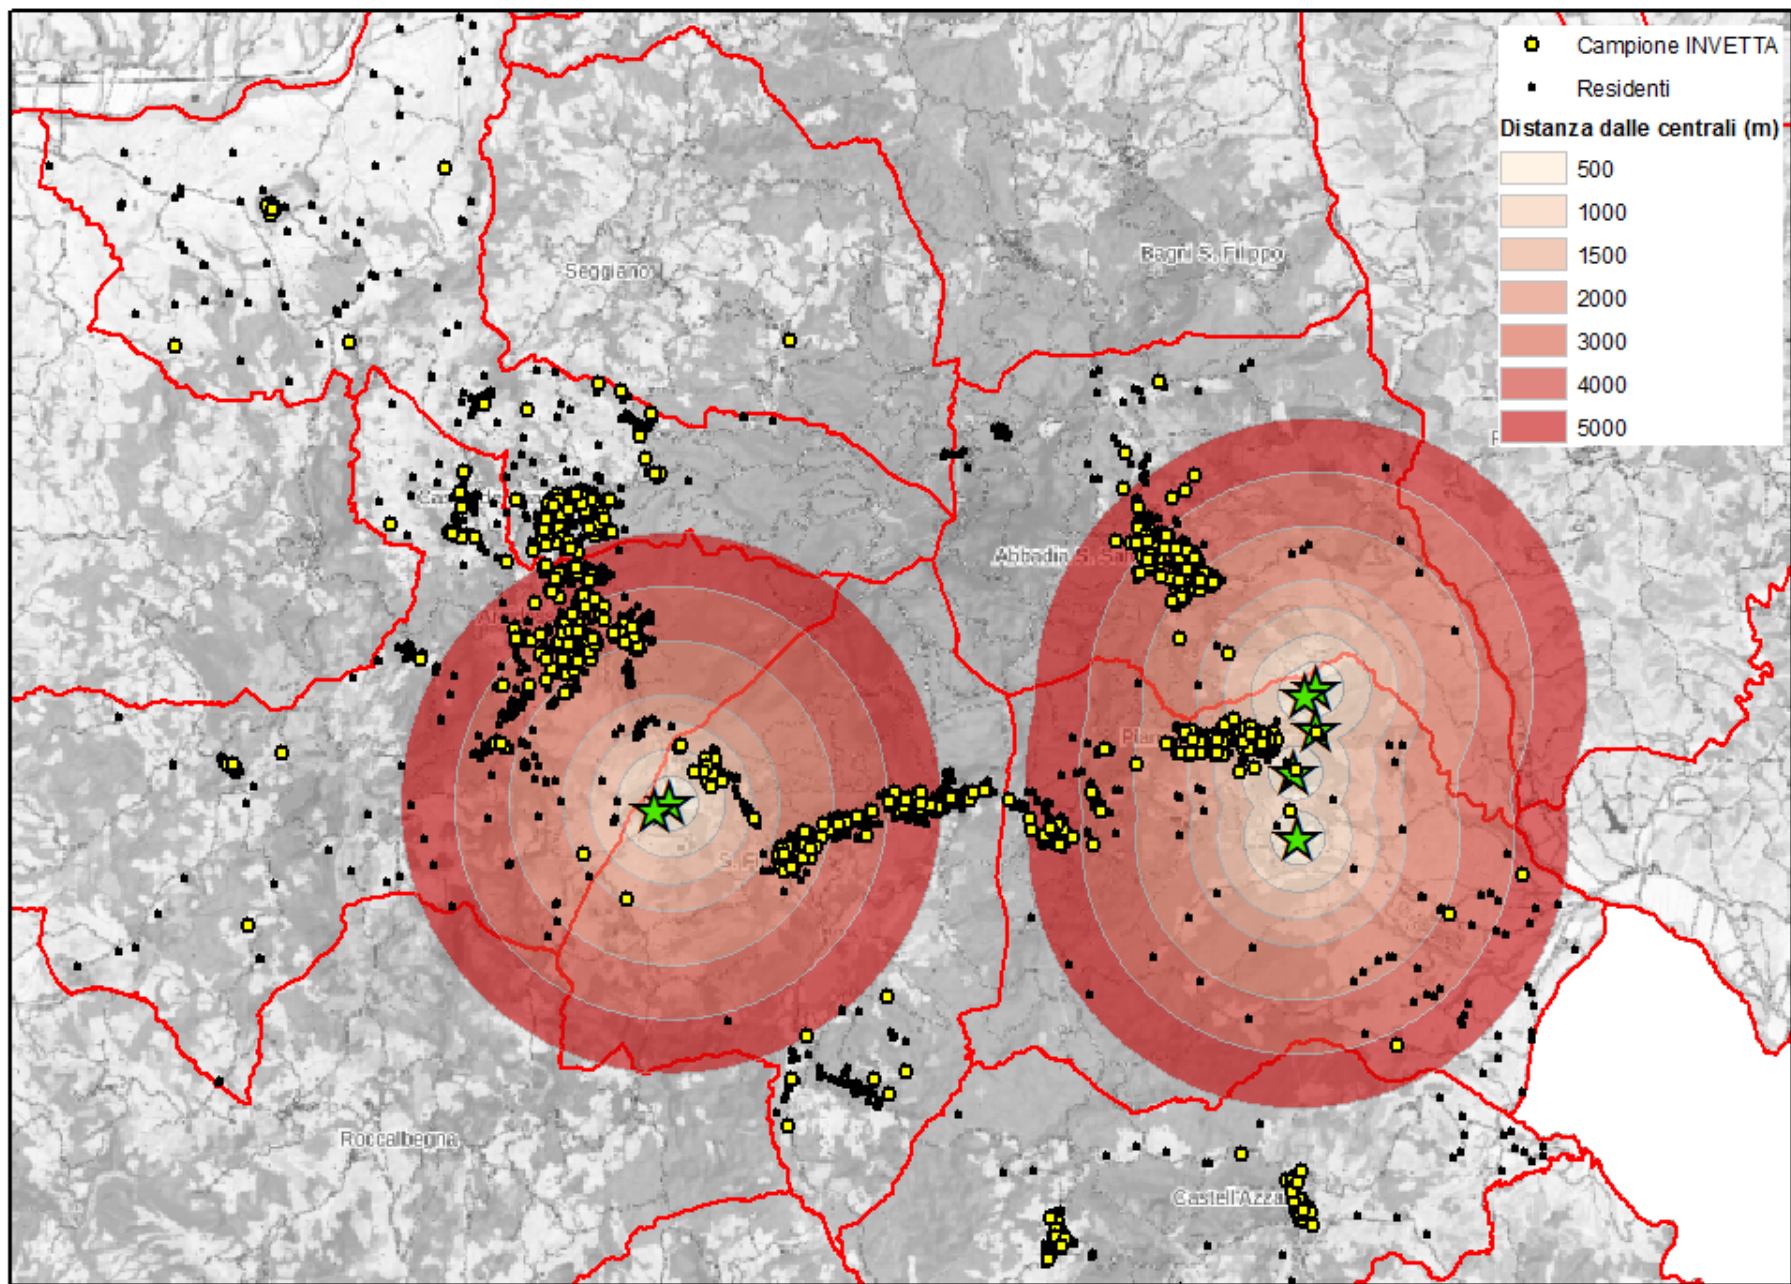 Campione INVETTA
Residenti
Distanza dalle centrali (m)
500
1000
1500
2000
3000
4000
5000
Bagni S. Filippo
Seggiano
Abbadia S. Sa
Pian
S. F
Roccalbegna
Castell'Azza